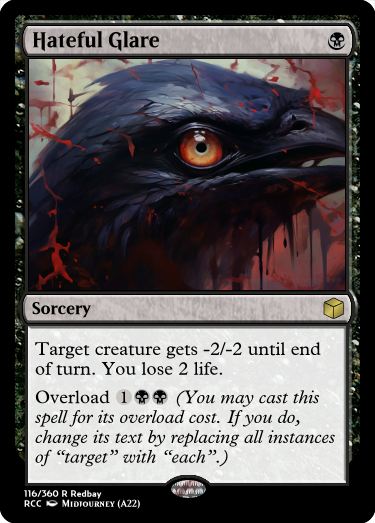 Hateful Glare
Sorcery
Target creature gets -2/-2 until end
of turn. You lose 2 life.
Overload 1 (You may cast this
spell for its overload cost. If you do,
change its text by replacing all instances
of “target” with “each”.)
116/360 R Redbay
RCC Midjourney (A22)